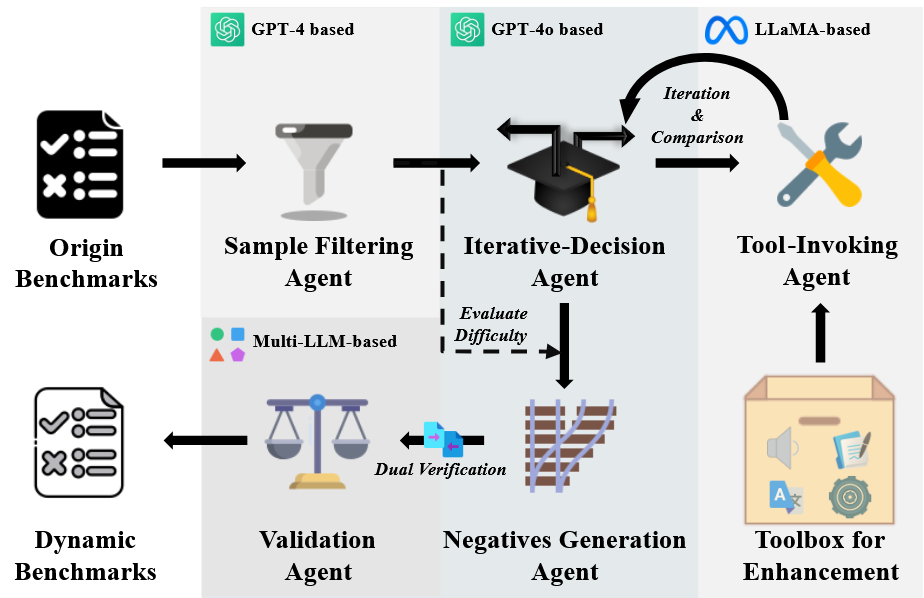 GPT-4 based
GPT-4o based
LLaMA-based
Iteration
&
Comparison
Origin
Benchmarks
Sample Filtering
Agent
Iterative-Decision
Agent
Tool-Invoking
Agent
Evaluate
Difficulty
Multi-LLM-based
Dual Verification
A
文
Dynamic
Benchmarks
Validation
Agent
Negatives Generation
Agent
Toolbox for
Enhancement